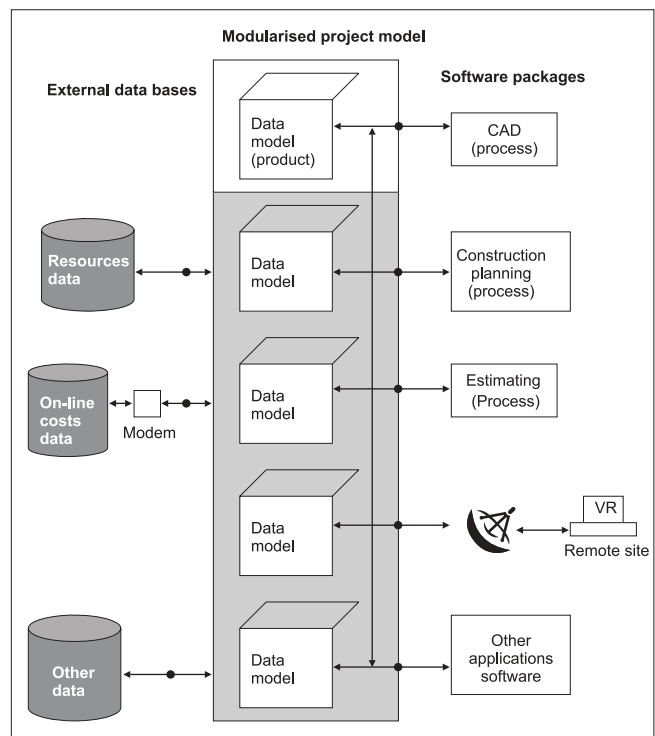 Modularised project model
External data bases
Software packages
Data
model
(product)
CAD
(process)
Resources
data
Data
model
Construction
planning
(process)
On-line
costs
data
Modem
Data
model
Estimating
(Process)
Data
model
VR
Remote site
Other
data
Data
model
Other
applications
software